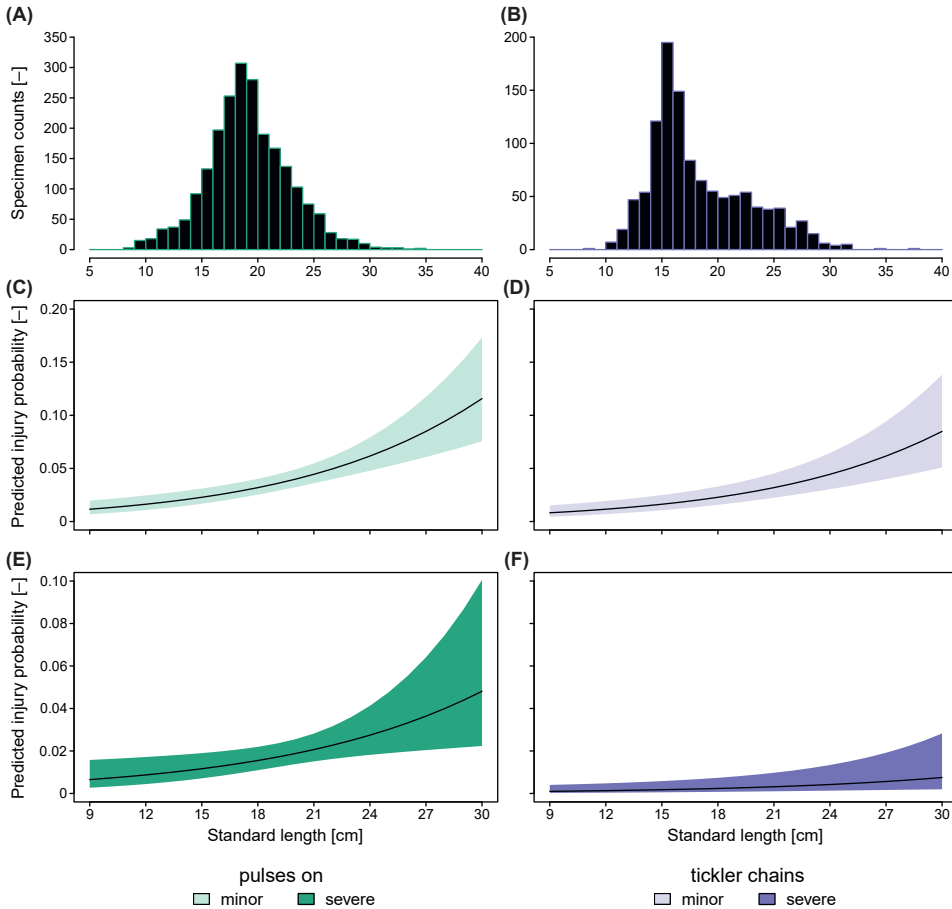 (A)
(B)
Specimen counts [–]
350
300
250
200
150
100
50
0
5 10 15 20 25 30 35 40
200
150
100
50
0
5 10 15 20 25 30 35 40
(C)
(D)
Predicted injury probability [–]
0.20
0.15
0.10
0.05
0
(E)
(F)
Predicted injury probability [–]
0.10
0.08
0.06
0.04
0.02
0
9 12 15 18 21 24 27 30
9 12 15 18 21 24 27 30
Standard length [cm]
Standard length [cm]
pulses on
minor severe
tickler chains
minor severe